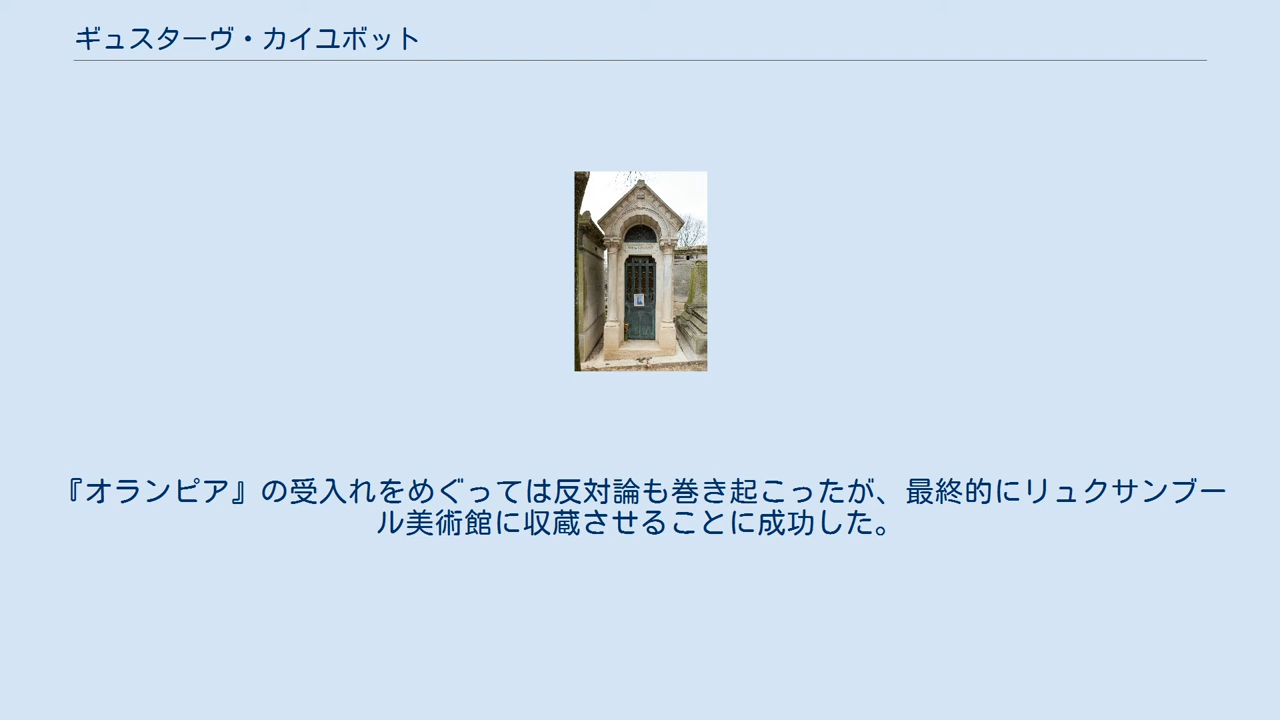 ギュスターヴ・カイユボット
『オランピア』の受入れをめぐっては反対論も巻き起こったが、最終的にリュクサンブー
ル美術館に収蔵させることに成功した。